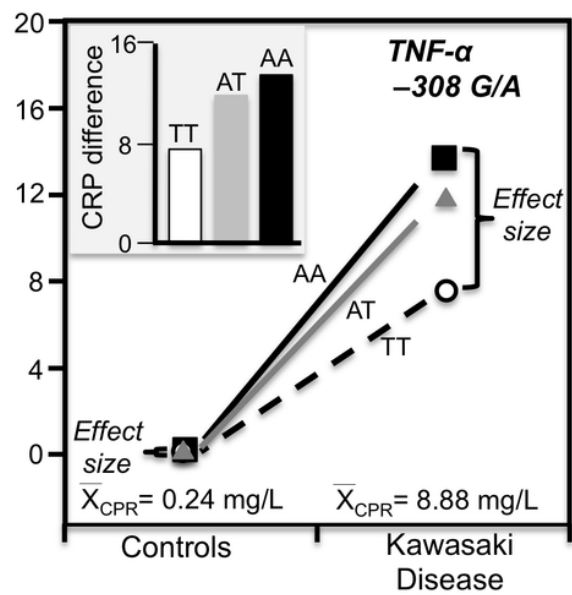 20
16
12
8
4
0
16
8
0
CRP difference
TT
AT
AA
TNF-α
–308 G/A
Effect
size
AA
AT
TT
Effect
size
X̅CPR= 0.24 mg/L
X̅CPR= 8.88 mg/L
Controls
Kawasaki
Disease